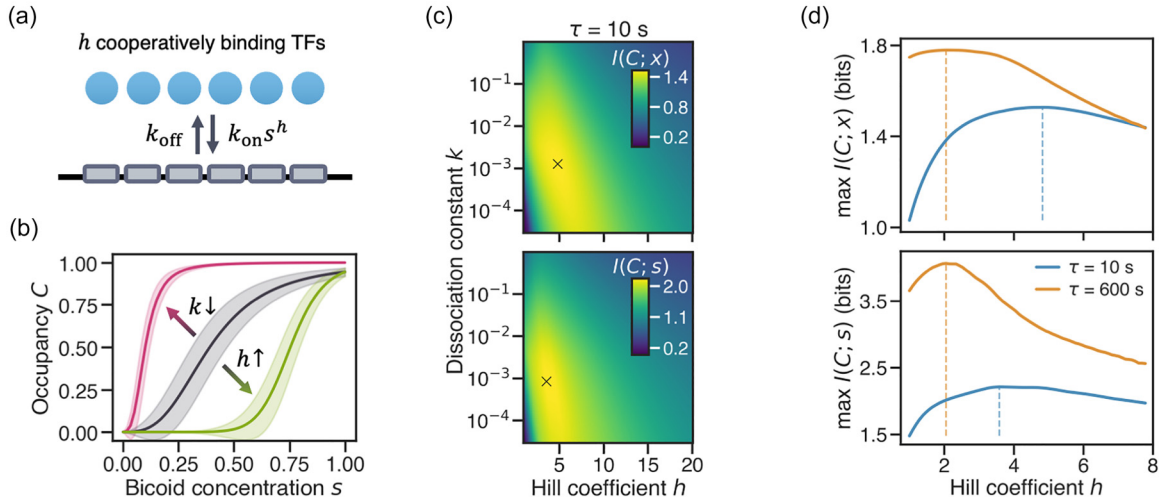 (a)
h cooperatively binding TFs
k_off
k_on s^h
(b)
1.00
0.75
0.50
0.25
0.00
Occupancy C
k↓
h↑
0.00 0.25 0.50 0.75 1.00
Bicoid concentration s
(c)
τ = 10 s
I(C; x)
1.4
0.8
0.2
10⁻¹
10⁻²
10⁻³
10⁻⁴
Dissociation constant k
I(C; s)
2.0
1.1
0.2
10⁻¹
10⁻²
10⁻³
10⁻⁴
5 10 15 20
Hill coefficient h
(d)
1.8
1.4
1.0
max I(C; x) (bits)
τ = 10 s
τ = 600 s
3.5
2.5
1.5
max I(C; s) (bits)
2 4 6 8
Hill coefficient h